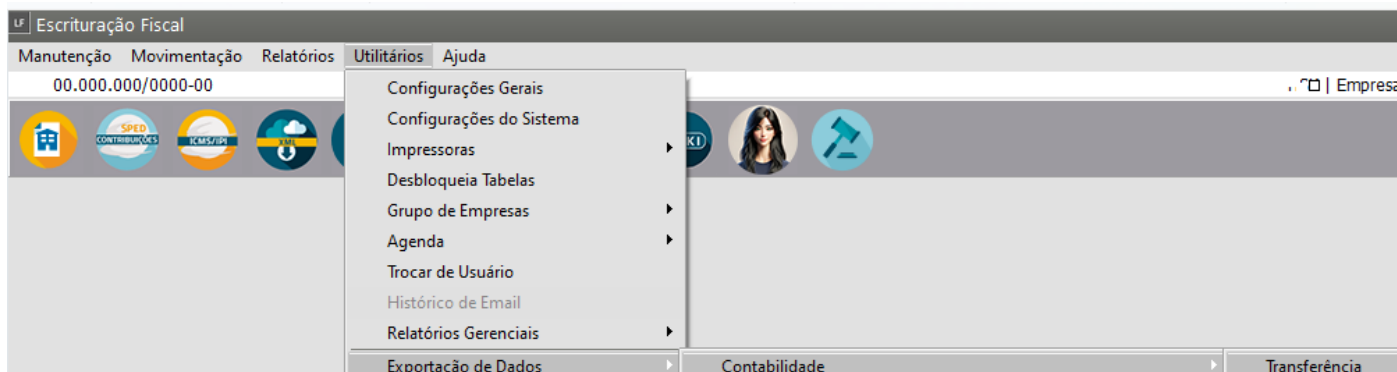 LF Escrituração Fiscal
Manutenção Movimentação Relatórios Utilitários Ajuda
00.000.000/0000-00 | Empresa
Configurações Gerais
Configurações do Sistema
SPED
CONTRIBUIÇÕES
ICMS/IPI
XML
Impressoras
Desbloqueia Tabelas
Grupo de Empresas
Agenda
Trocar de Usuário
Histórico de Email
Relatórios Gerenciais
Exportação de Dados Contabilidade Transferência